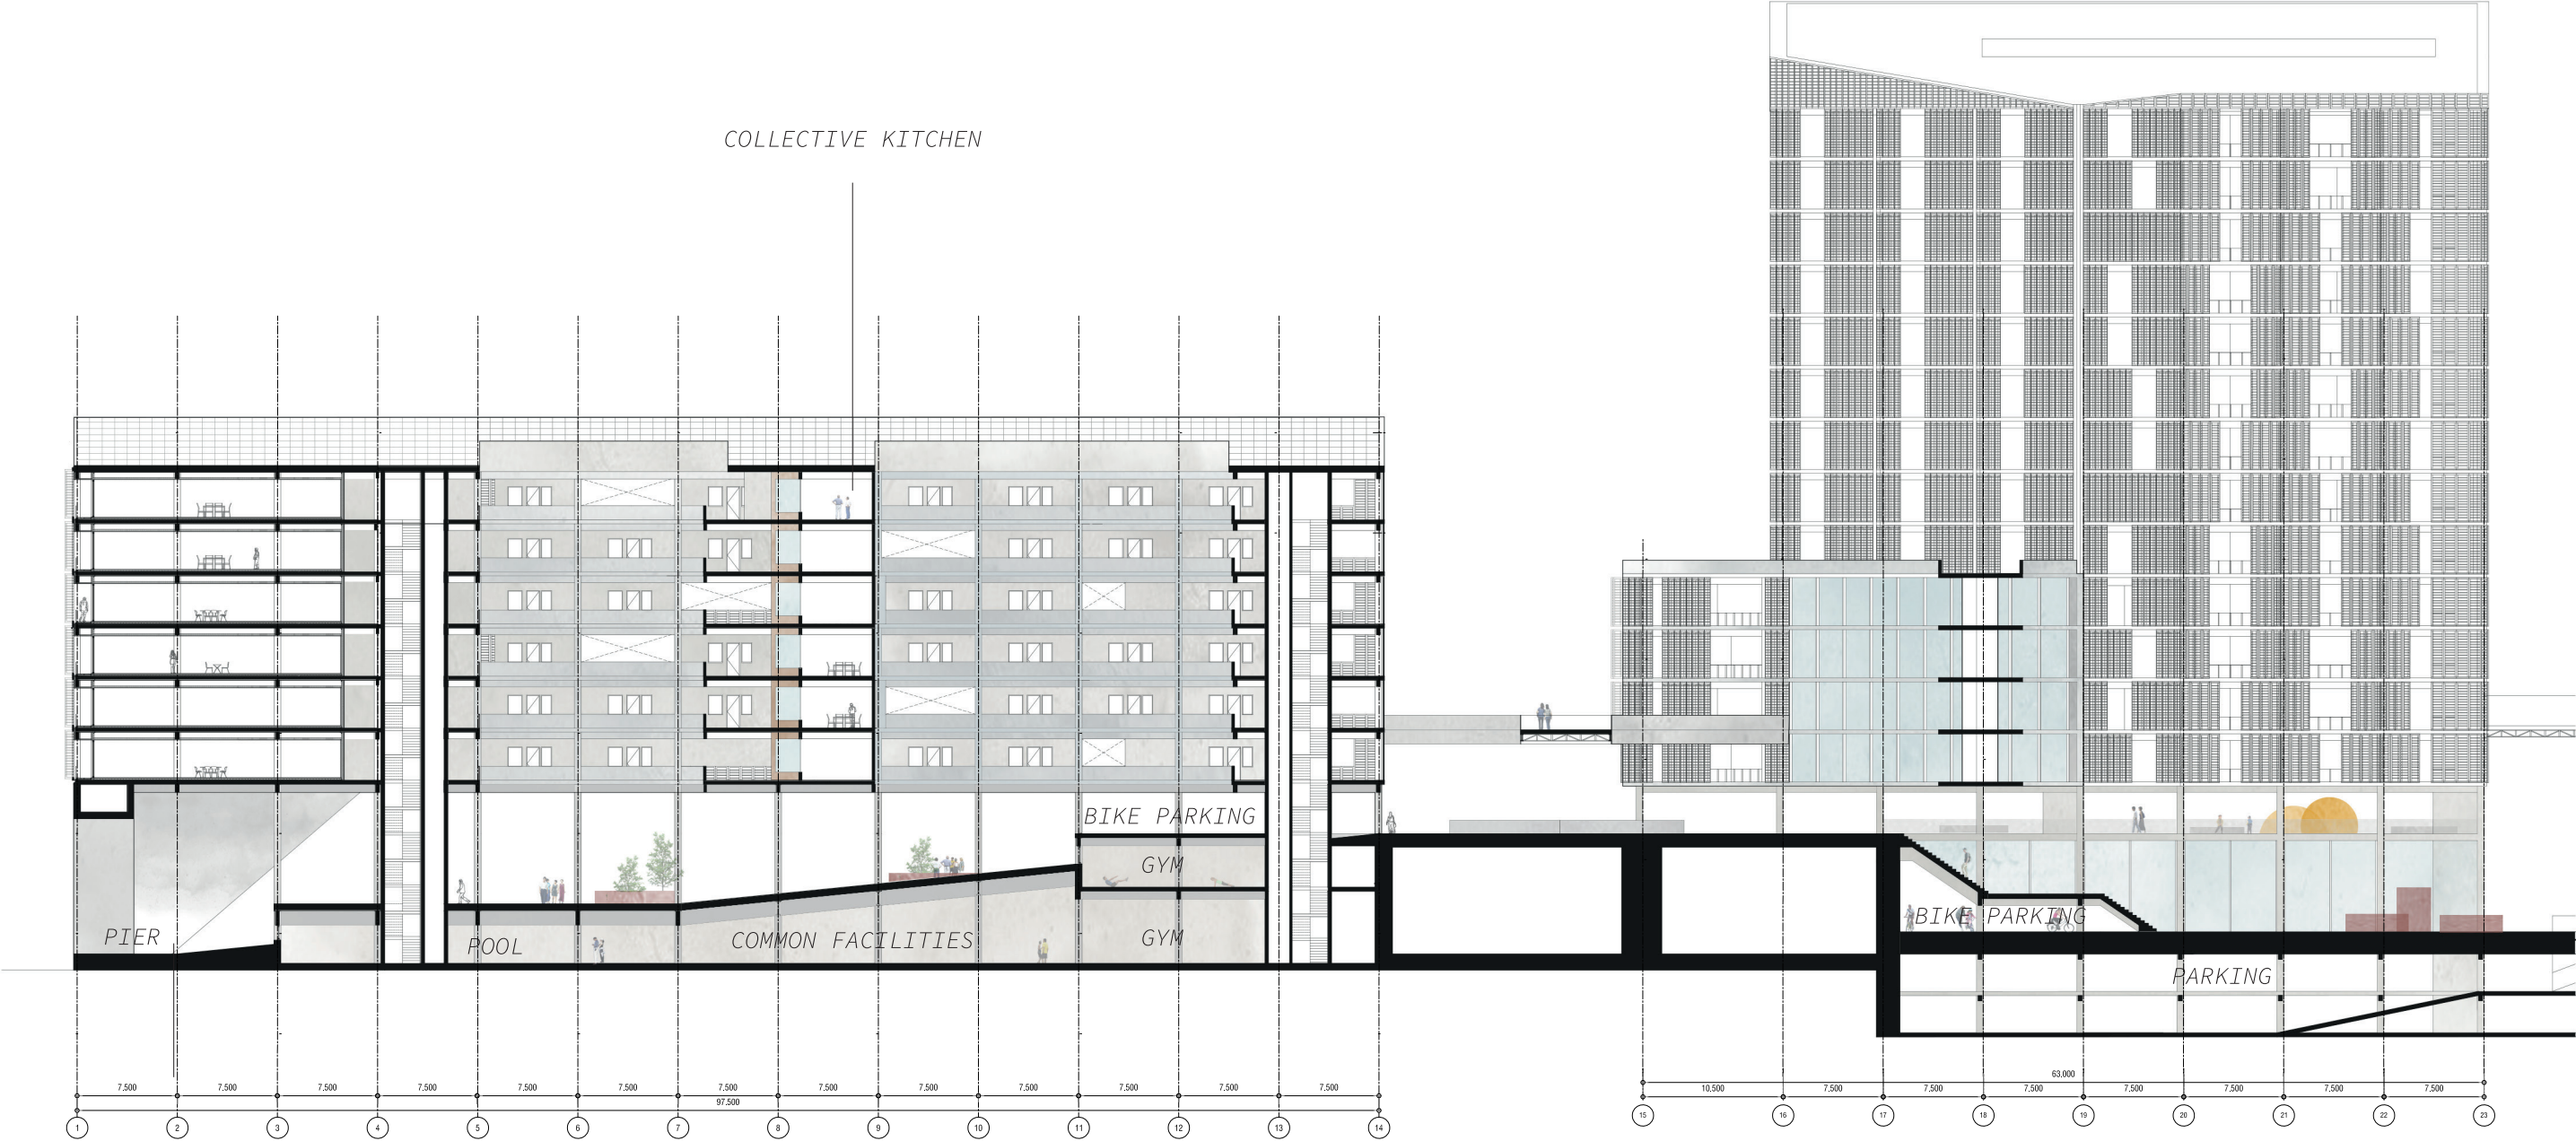 COLLECTIVE KITCHEN
BIKE PARKING
GYM
PIER
POOL
COMMON FACILITIES
GYM
BIKE PARKING
PARKING
63,000
7,500 7,500 7,500 7,500 7,500 7,500 7,500 7,500 7,500 7,500 7,500 7,500 7,500
10,500 7,500 7,500 7,500 7,500 7,500 7,500 7,500
97.500
1 2 3 4 5 6 7 8 9 10 11 12 13 14
15 16 17 18 19 20 21 22 23